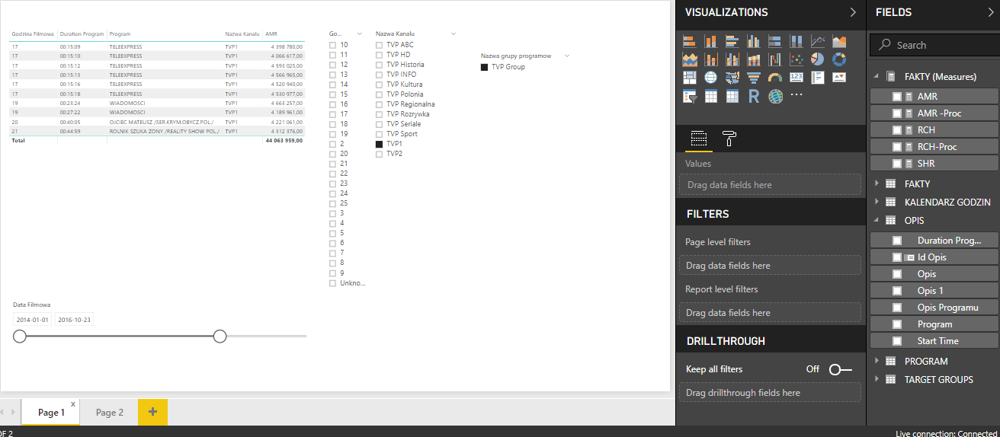 Godzina Filmowa Duration Program Program Nazwa Kanalu AMR
17 00:15:09 TELEEXPRESS TVP1 4 398 780,00
17 00:15:10 TELEEXPRESS TVP1 4 066 617,00
17 00:15:12 TELEEXPRESS TVP1 4 593 025,00
17 00:15:13 TELEEXPRESS TVP1 4 566 965,00
17 00:15:16 TELEEXPRESS TVP1 4 520 940,00
17 00:15:18 TELEEXPRESS TVP1 4 530 977,00
19 00:23:24 WIADOMOSCI TVP1 4 663 257,00
19 00:27:22 WIADOMOSCI TVP1 4 189 961,00
20 00:40:05 OJCIEC MATEUSZ /SER.KRYM.OBYCZ.POL./ TVP1 4 221 061,00
21 00:44:59 ROLNIK SZUKA ZONY /REALITY SHOW POL./ TVP1 4 312 376,00
Total 44 063 959,00
Go...
10
11
12
13
14
15
16
17
18
19
2
20
21
22
23
24
25
3
4
5
6
7
8
9
Unkno...
Nazwa Kanalu
TVP ABC
TVP HD
TVP Historia
TVP INFO
TVP Kultura
TVP Polonia
TVP Regionalna
TVP Rozrywka
TVP Seriale
TVP Sport
TVP1
TVP2
Nazwa grupy programow
TVP Group
Data Filmowa
2014-01-01 2016-10-23
Page 1 x
Page 2
+
OF 2
VISUALIZATIONS
123
R
...
Values
Drag data fields here
FILTERS
Page level filters
Drag data fields here
Report level filters
Drag data fields here
DRILLTHROUGH
Keep all filters Off
Drag drillthrough fields here
FIELDS
Search
FAKTY (Measures)
AMR
AMR -Proc
RCH
RCH-Proc
SHR
FAKTY
KALENDARZ GODZIN
OPIS
Duration Prog...
Id Opis
Opis
Opis 1
Opis Programu
Program
Start Time
PROGRAM
TARGET GROUPS
Live connection: Connected